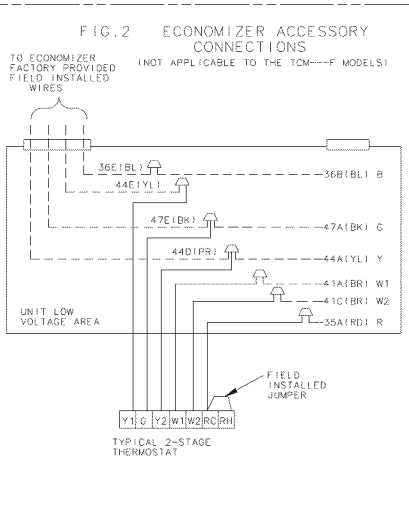 FIG.2 ECONOMIZER ACCESSORY
CONNECTIONS
(NOT APPLICABLE TO THE TCM---F MODELS)
TO ECONOMIZER
FACTORY PROVIDED
FIELD INSTALLED
WIRES
36E(BL)
36B(BL) B
44E(YL)
47E(BK)
47A(BK) G
44D(PR)
44A(YL) Y
41A(BR) W1
41C(BR) W2
35A(RD) R
UNIT LOW
VOLTAGE AREA
FIELD
INSTALLED
JUMPER
Y1 G Y2 W1 W2 RC RH
TYPICAL 2-STAGE
THERMOSTAT